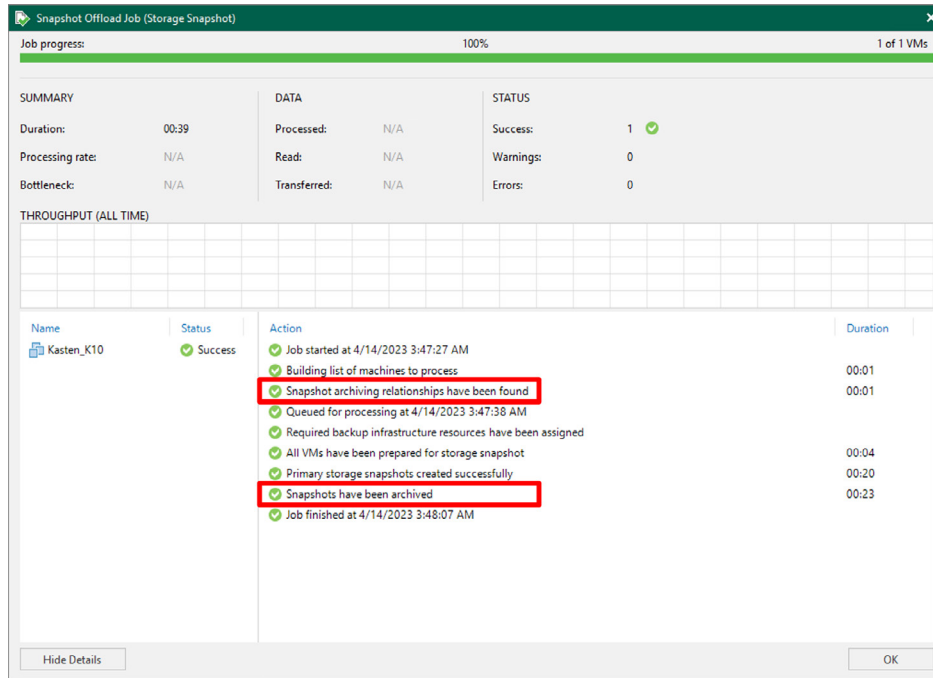 Snapshot Offload Job (Storage Snapshot)
Job progress: 100% 1 of 1 VMs
SUMMARY DATA STATUS
Duration: 00:39 Processed: N/A Success: 1
Processing rate: N/A Read: N/A Warnings: 0
Bottleneck: N/A Transferred: N/A Errors: 0
THROUGHPUT (ALL TIME)
Name Status Action Duration
Kasten_K10 Success Job started at 4/14/2023 3:47:27 AM
Building list of machines to process 00:01
Snapshot archiving relationships have been found 00:01
Queued for processing at 4/14/2023 3:47:38 AM
Required backup infrastructure resources have been assigned
All VMs have been prepared for storage snapshot 00:04
Primary storage snapshots created successfully 00:20
Snapshots have been archived 00:23
Job finished at 4/14/2023 3:48:07 AM
Hide Details OK